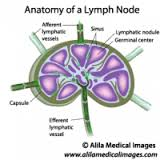 Anatomy of a Lymph Node
Afferent
lymphatic
vessels
Sinus
Lymphatic nodule
Germinal center
Capsule
Efferent
lymphatic
vessel
© Alila Medical Images
www.alilamedicalimages.com